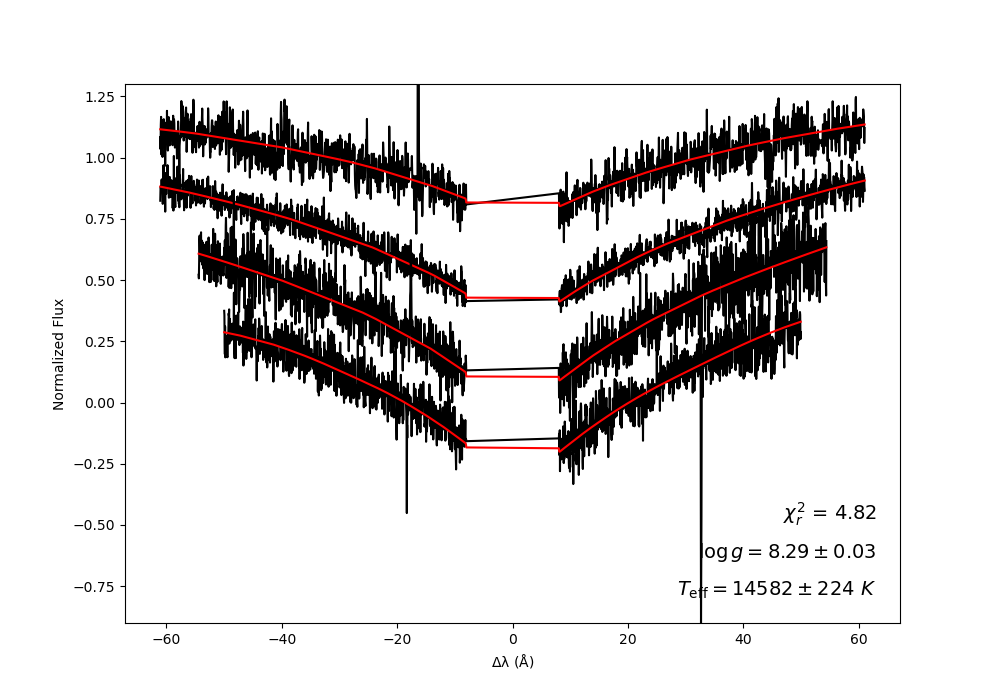 1.25
1.00
0.75
0.50
0.25
0.00
−0.25
−0.50
−0.75
Normalized Flux
χ²ᵣ = 4.82
log g = 8.29 ± 0.03
T_eff = 14582 ± 224 K
−60 −40 −20 0 20 40 60
Δλ (Å)